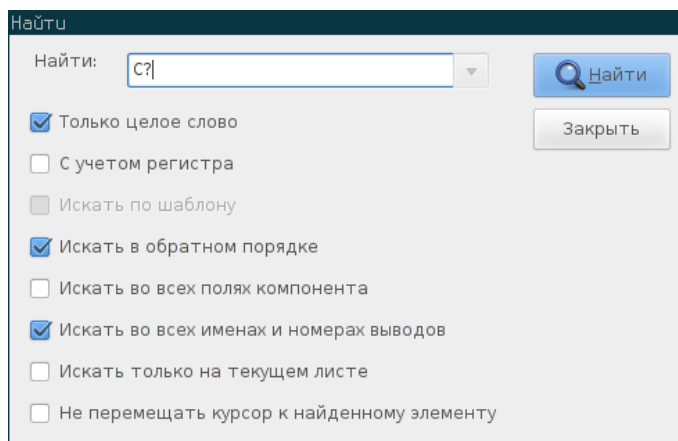 Найти
Найти:
C?
Найти
Закрыть
Только целое слово
С учетом регистра
Искать по шаблону
Искать в обратном порядке
Искать во всех полях компонента
Искать во всех именах и номерах выводов
Искать только на текущем листе
Не перемещать курсор к найденному элементу